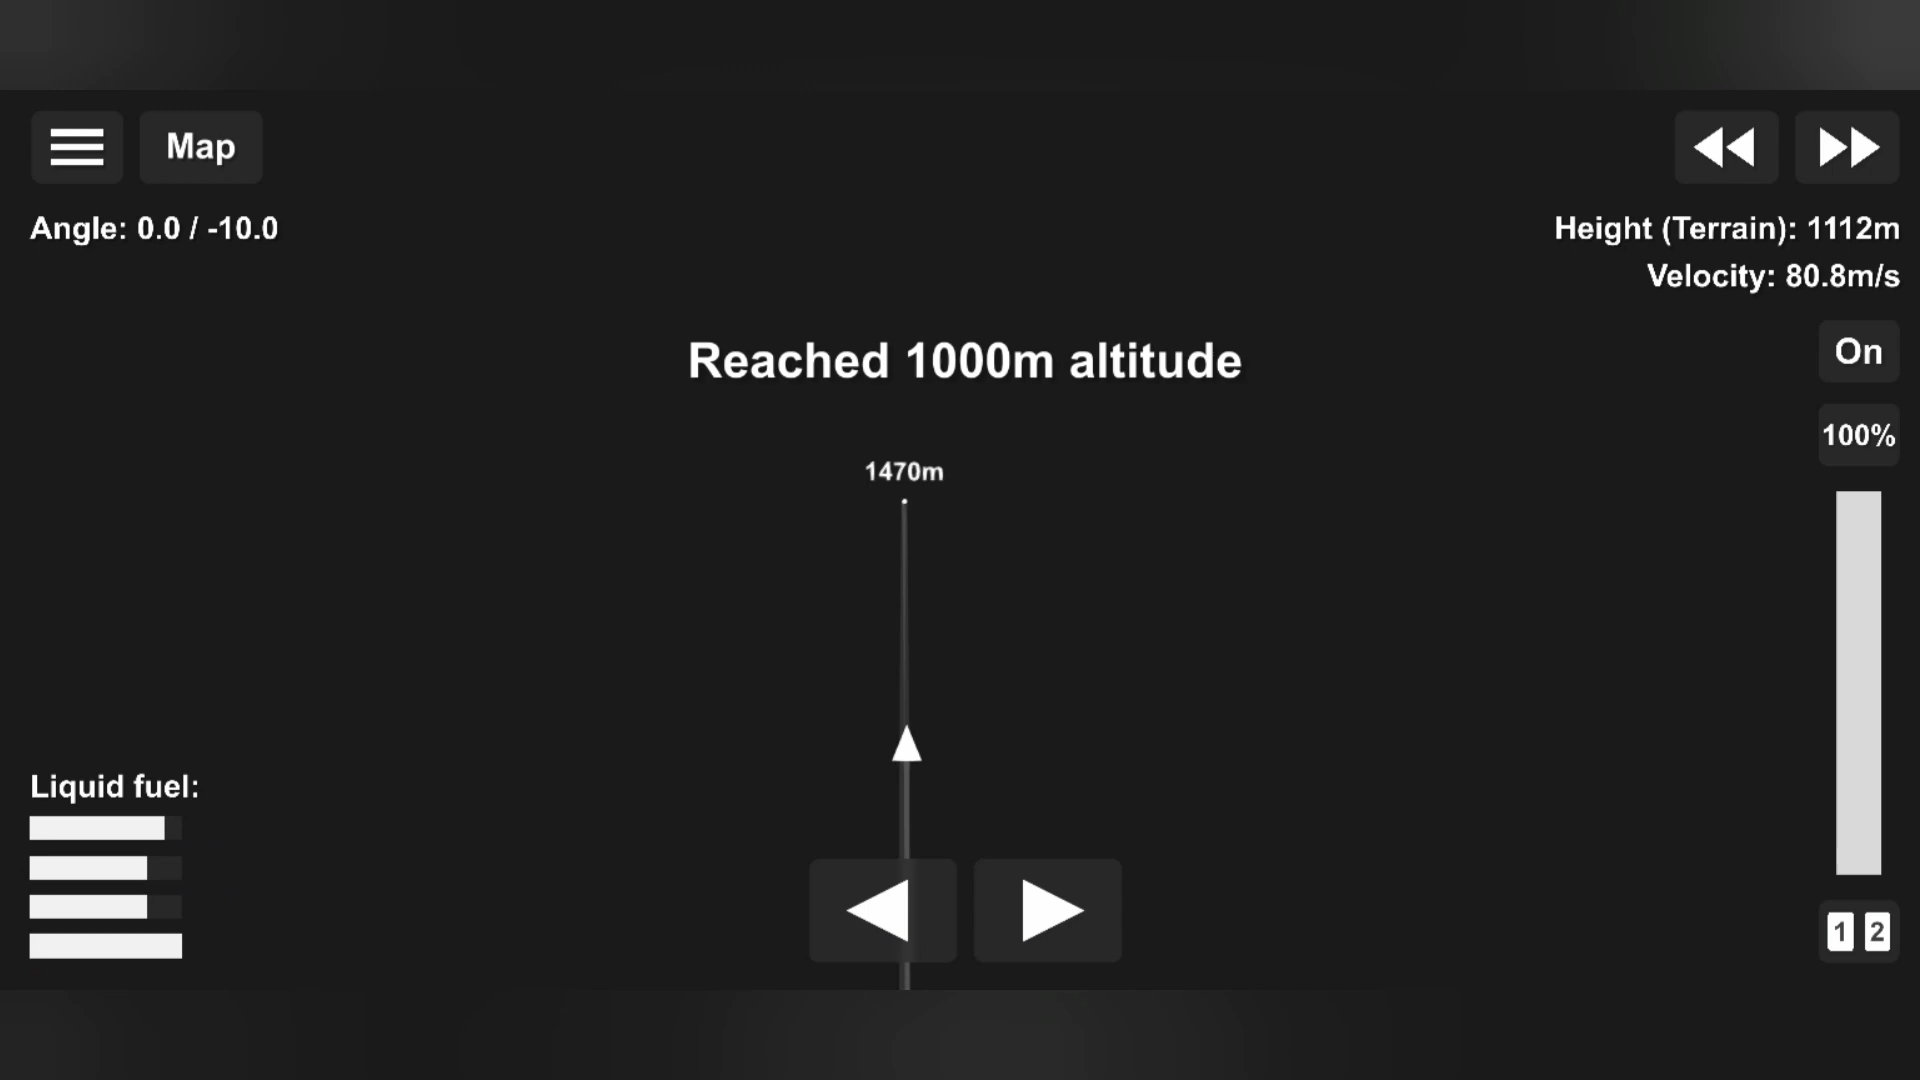 Map
Angle: 0.0 / -10.0
Height (Terrain): 1112m
Velocity: 80.8m/s
On
Reached 1000m altitude
100%
1470m
Liquid fuel:
1 2